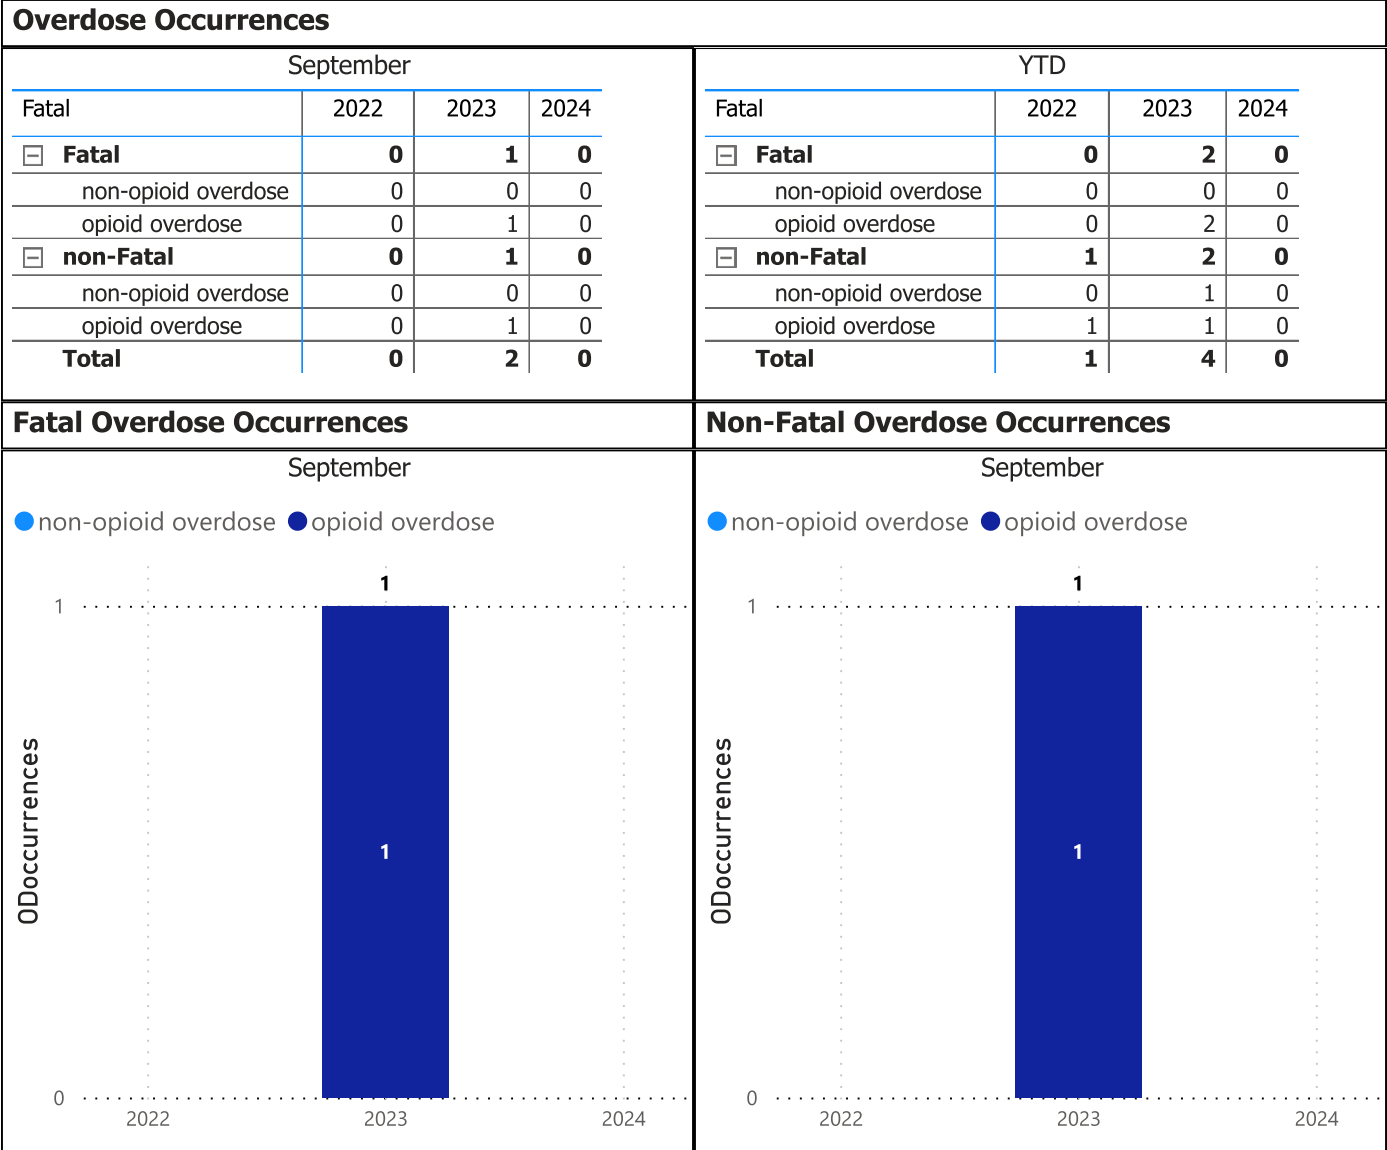 Overdose Occurrences
September
Fatal 2022 2023 2024
Fatal 0 1 0
non-opioid overdose 0 0 0
opioid overdose 0 1 0
non-Fatal 0 1 0
non-opioid overdose 0 0 0
opioid overdose 0 1 0
Total 0 2 0
YTD
Fatal 2022 2023 2024
Fatal 0 2 0
non-opioid overdose 0 0 0
opioid overdose 0 2 0
non-Fatal 1 2 0
non-opioid overdose 0 1 0
opioid overdose 1 1 0
Total 1 4 0
Fatal Overdose Occurrences
September
non-opioid overdose opioid overdose
1
1
ODoccurrences
1
0
2022 2023 2024
Non-Fatal Overdose Occurrences
September
non-opioid overdose opioid overdose
1
1
ODoccurrences
1
0
2022 2023 2024